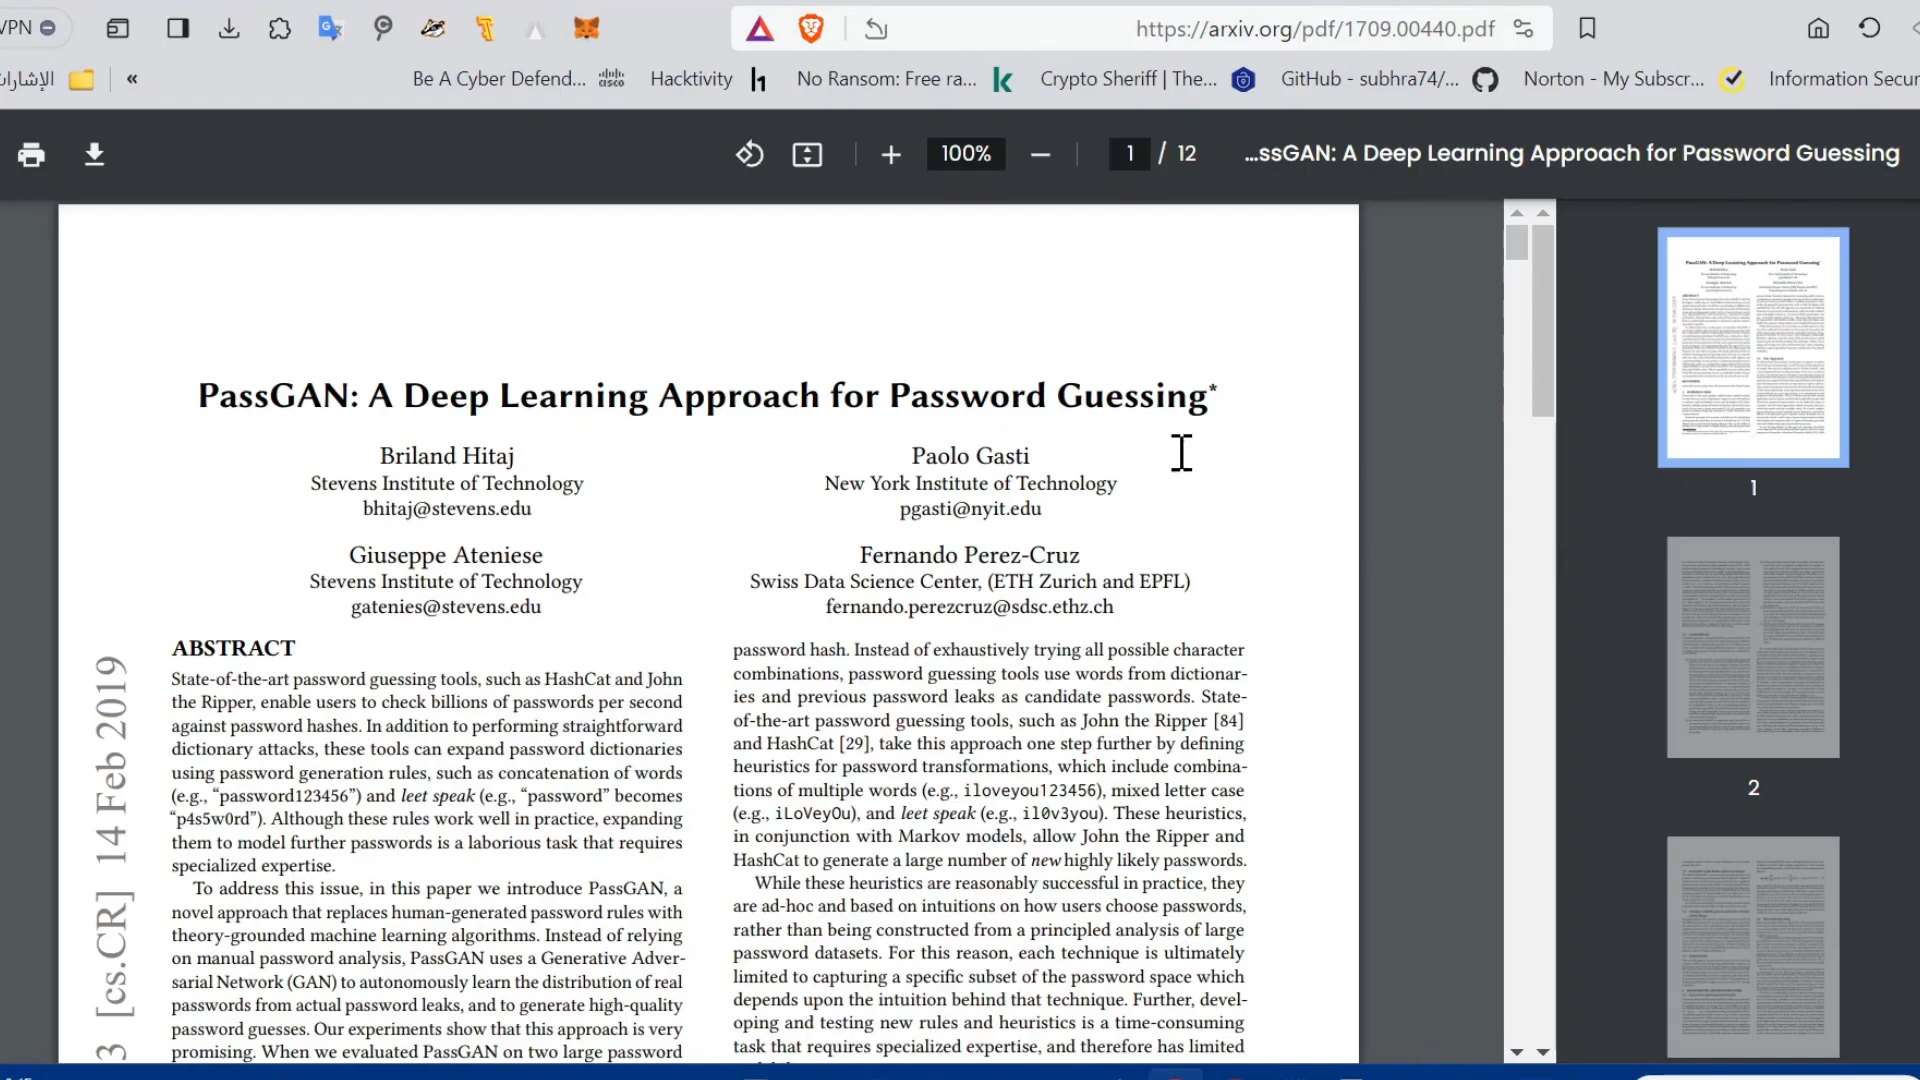 VPN
https://arxiv.org/pdf/1709.00440.pdf
الإشارات
«
Be A Cyber Defend...
cisco
Hacktivity
No Ransom: Free ra...
Crypto Sheriff | The...
GitHub - subhra74/...
Norton - My Subscr...
Information Secur
100%
1 / 12
...ssGAN: A Deep Learning Approach for Password Guessing
PassGAN: A Deep Learning Approach for Password Guessing*
Briland Hitaj
Stevens Institute of Technology
bhitaj@stevens.edu
Paolo Gasti
New York Institute of Technology
pgasti@nyit.edu
Giuseppe Ateniese
Stevens Institute of Technology
gatenies@stevens.edu
Fernando Perez-Cruz
Swiss Data Science Center, (ETH Zurich and EPFL)
fernando.perezcruz@sdsc.ethz.ch
3 [cs.CR] 14 Feb 2019
ABSTRACT
State-of-the-art password guessing tools, such as HashCat and John
the Ripper, enable users to check billions of passwords per second
against password hashes. In addition to performing straightforward
dictionary attacks, these tools can expand password dictionaries
using password generation rules, such as concatenation of words
(e.g., “password123456”) and leet speak (e.g., “password” becomes
“p4s5w0rd”). Although these rules work well in practice, expanding
them to model further passwords is a laborious task that requires
specialized expertise.
To address this issue, in this paper we introduce PassGAN, a
novel approach that replaces human-generated password rules with
theory-grounded machine learning algorithms. Instead of relying
on manual password analysis, PassGAN uses a Generative Adver-
sarial Network (GAN) to autonomously learn the distribution of real
passwords from actual password leaks, and to generate high-quality
password guesses. Our experiments show that this approach is very
promising. When we evaluated PassGAN on two large password
password hash. Instead of exhaustively trying all possible character
combinations, password guessing tools use words from dictionar-
ies and previous password leaks as candidate passwords. State-
of-the-art password guessing tools, such as John the Ripper [84]
and HashCat [29], take this approach one step further by defining
heuristics for password transformations, which include combina-
tions of multiple words (e.g., iloveyou123456), mixed letter case
(e.g., iLoVeyOu), and leet speak (e.g., il0v3you). These heuristics,
in conjunction with Markov models, allow John the Ripper and
HashCat to generate a large number of new highly likely passwords.
While these heuristics are reasonably successful in practice, they
are ad-hoc and based on intuitions on how users choose passwords,
rather than being constructed from a principled analysis of large
password datasets. For this reason, each technique is ultimately
limited to capturing a specific subset of the password space which
depends upon the intuition behind that technique. Further, devel-
oping and testing new rules and heuristics is a time-consuming
task that requires specialized expertise, and therefore has limited
1
2